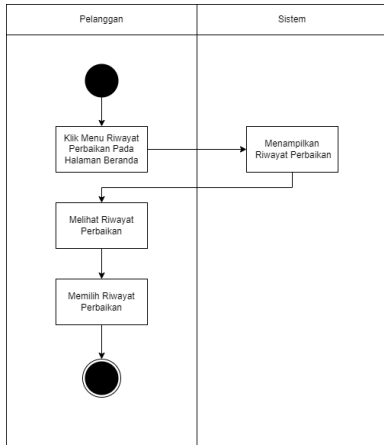 Pelanggan
Sistem
Klik Menu Riwayat
Perbaikan Pada
Halaman Beranda
Menampilkan
Riwayat Perbaikan
Melihat Riwayat
Perbaikan
Memilih Riwayat
Perbaikan